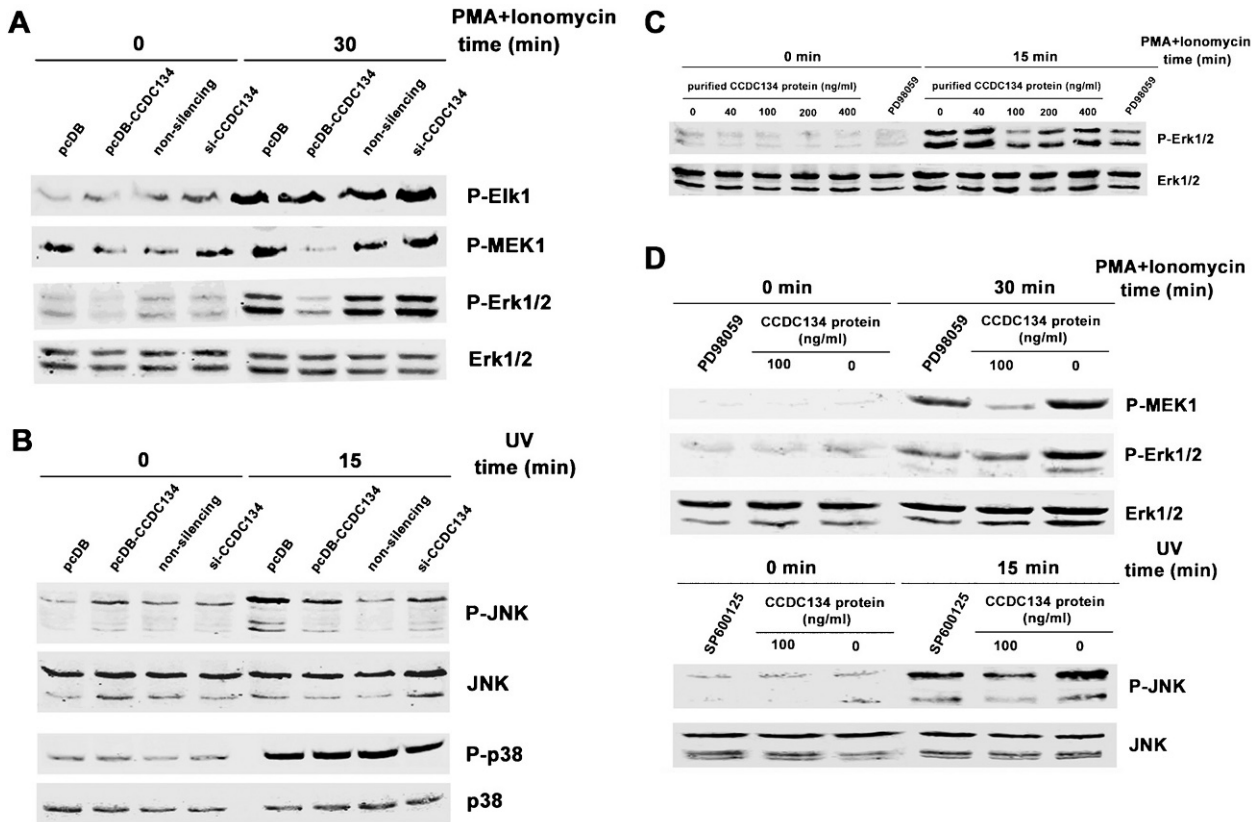 A
PMA+Ionomycin
0 30 time (min)
pcDB pcDB-CCDC134 non-silencing si-CCDC134 pcDB pcDB-CCDC134 non-silencing si-CCDC134
P-Elk1
P-MEK1
P-Erk1/2
Erk1/2
B
UV
0 15 time (min)
pcDB pcDB-CCDC134 non-silencing si-CCDC134 pcDB pcDB-CCDC134 non-silencing si-CCDC134
P-JNK
JNK
P-p38
p38
C
PMA+Ionomycin
0 min 15 min time (min)
purified CCDC134 protein (ng/ml) PD98059 purified CCDC134 protein (ng/ml) PD98059
0 40 100 200 400 0 40 100 200 400
P-Erk1/2
Erk1/2
D
PMA+Ionomycin
0 min 30 min time (min)
PD98059 CCDC134 protein PD98059 CCDC134 protein
(ng/ml) (ng/ml)
100 0 100 0
P-MEK1
P-Erk1/2
Erk1/2
UV
0 min 15 min time (min)
SP600125 CCDC134 protein SP600125 CCDC134 protein
(ng/ml) (ng/ml)
100 0 100 0
P-JNK
JNK